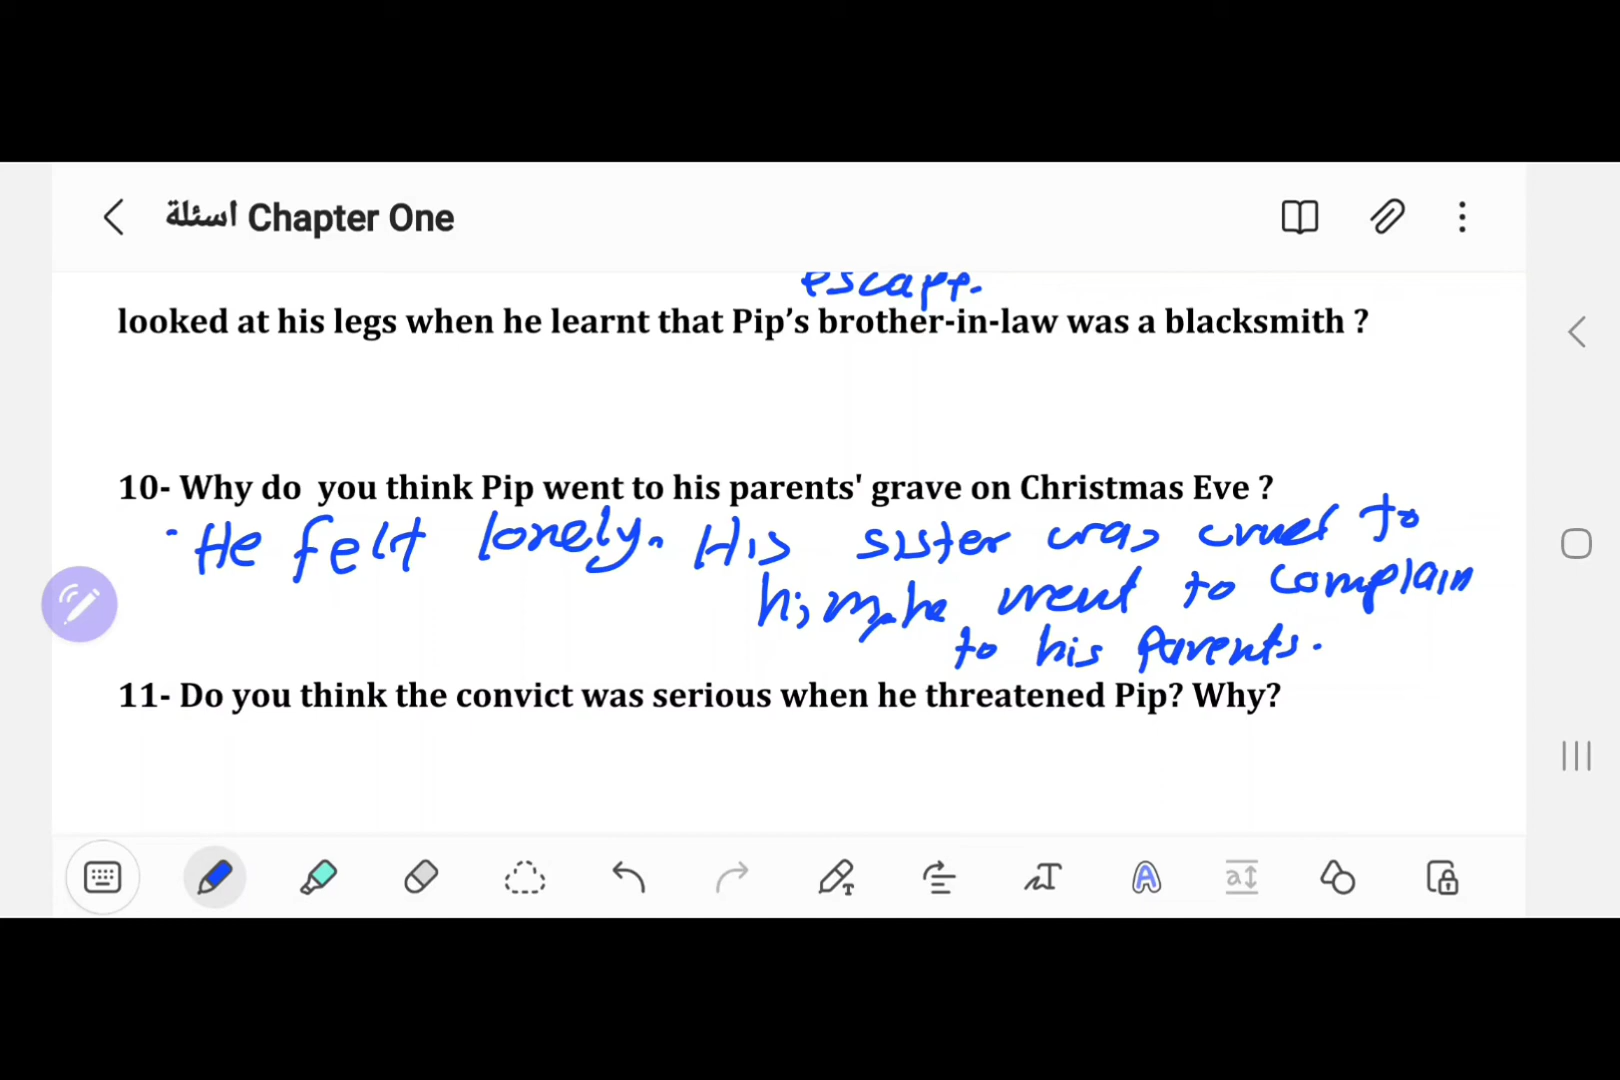 اسئلة Chapter One
escape.
looked at his legs when he learnt that Pip’s brother-in-law was a blacksmith ?
10- Why do you think Pip went to his parents' grave on Christmas Eve ?
- He felt lonely. His sister was cruel to
him. he went to complain
to his parents.
11- Do you think the convict was serious when he threatened Pip? Why?